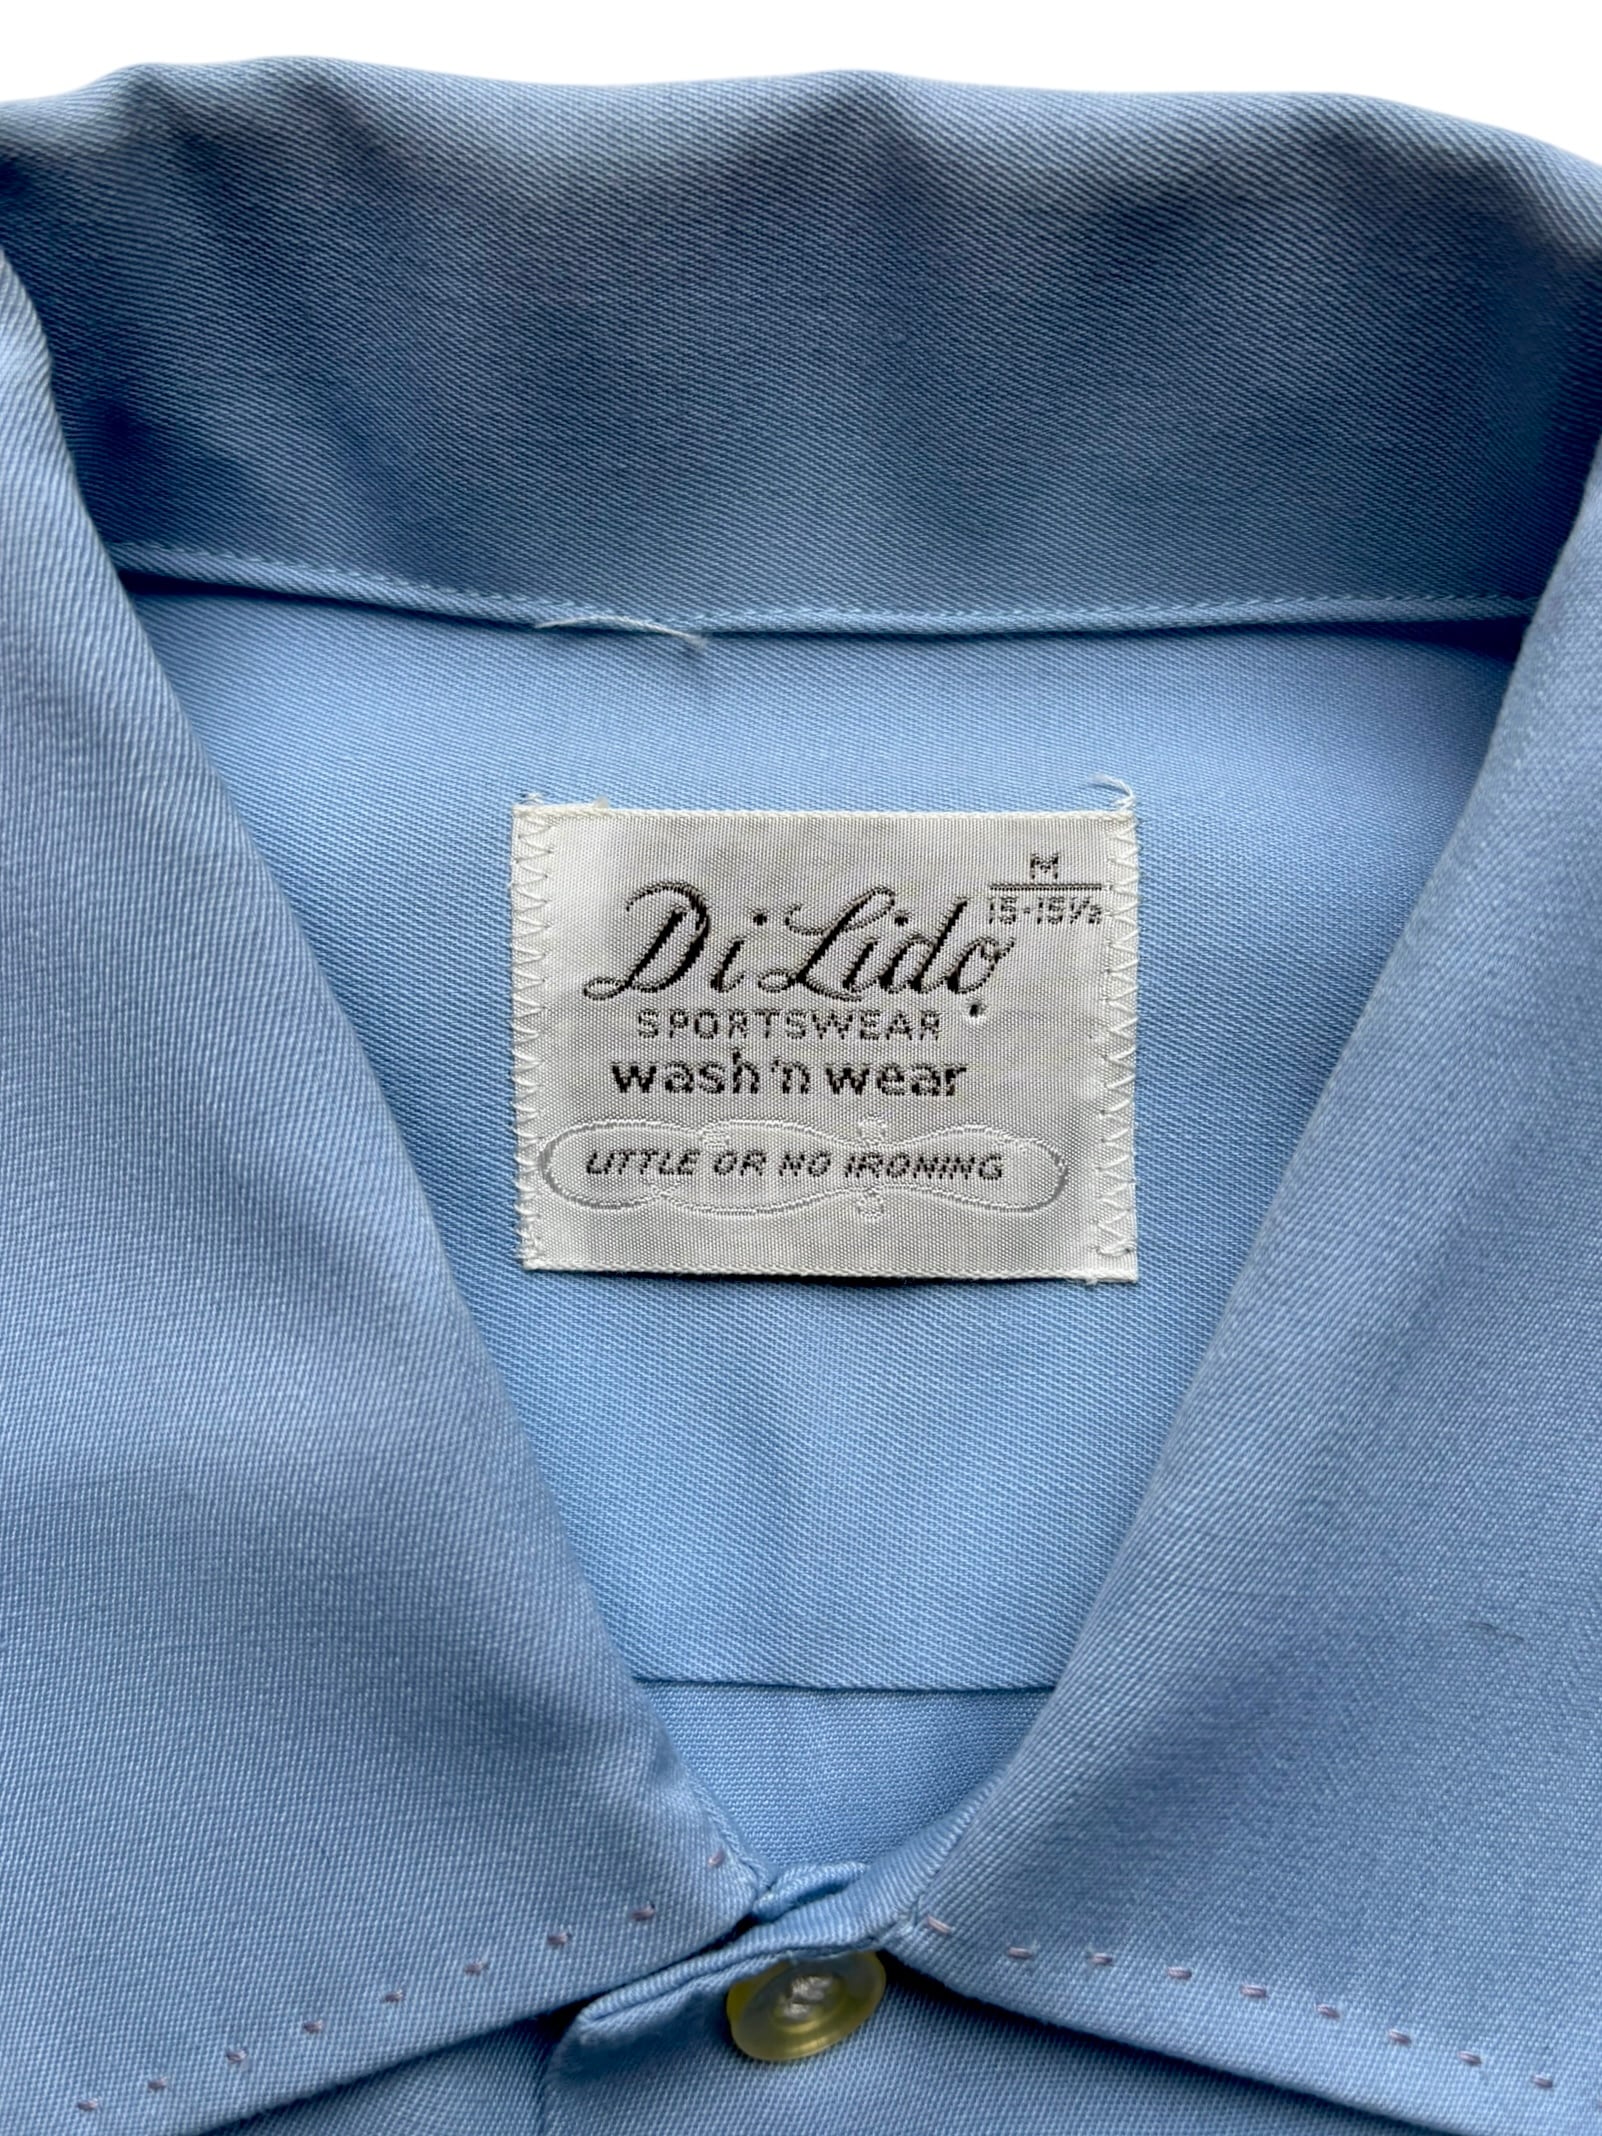 M
15-15½
Di Lido
SPORTSWEAR
wash 'n wear
LITTLE OR NO IRONING